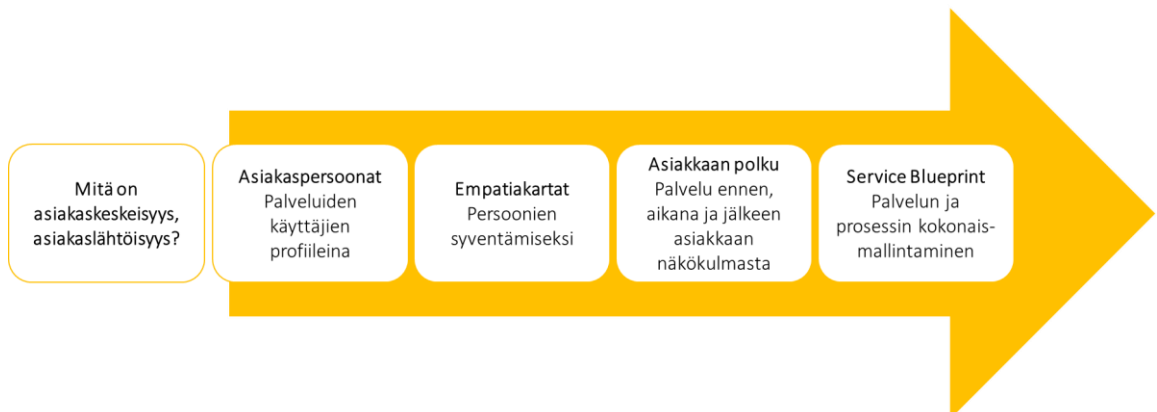 Mitä on
asiakaskeskeisyys,
asiakaslähtöisyys?
Asiakaspersoonat
Palveluiden
käyttäjien
profiileina
Empatiakartat
Persoonien
syventämiseksi
Asiakkaan polku
Palvelu ennen,
aikana ja jälkeen
asiakkaan
näkökulmasta
Service Blueprint
Palvelun ja
prosessin kokonais-
mallintaminen